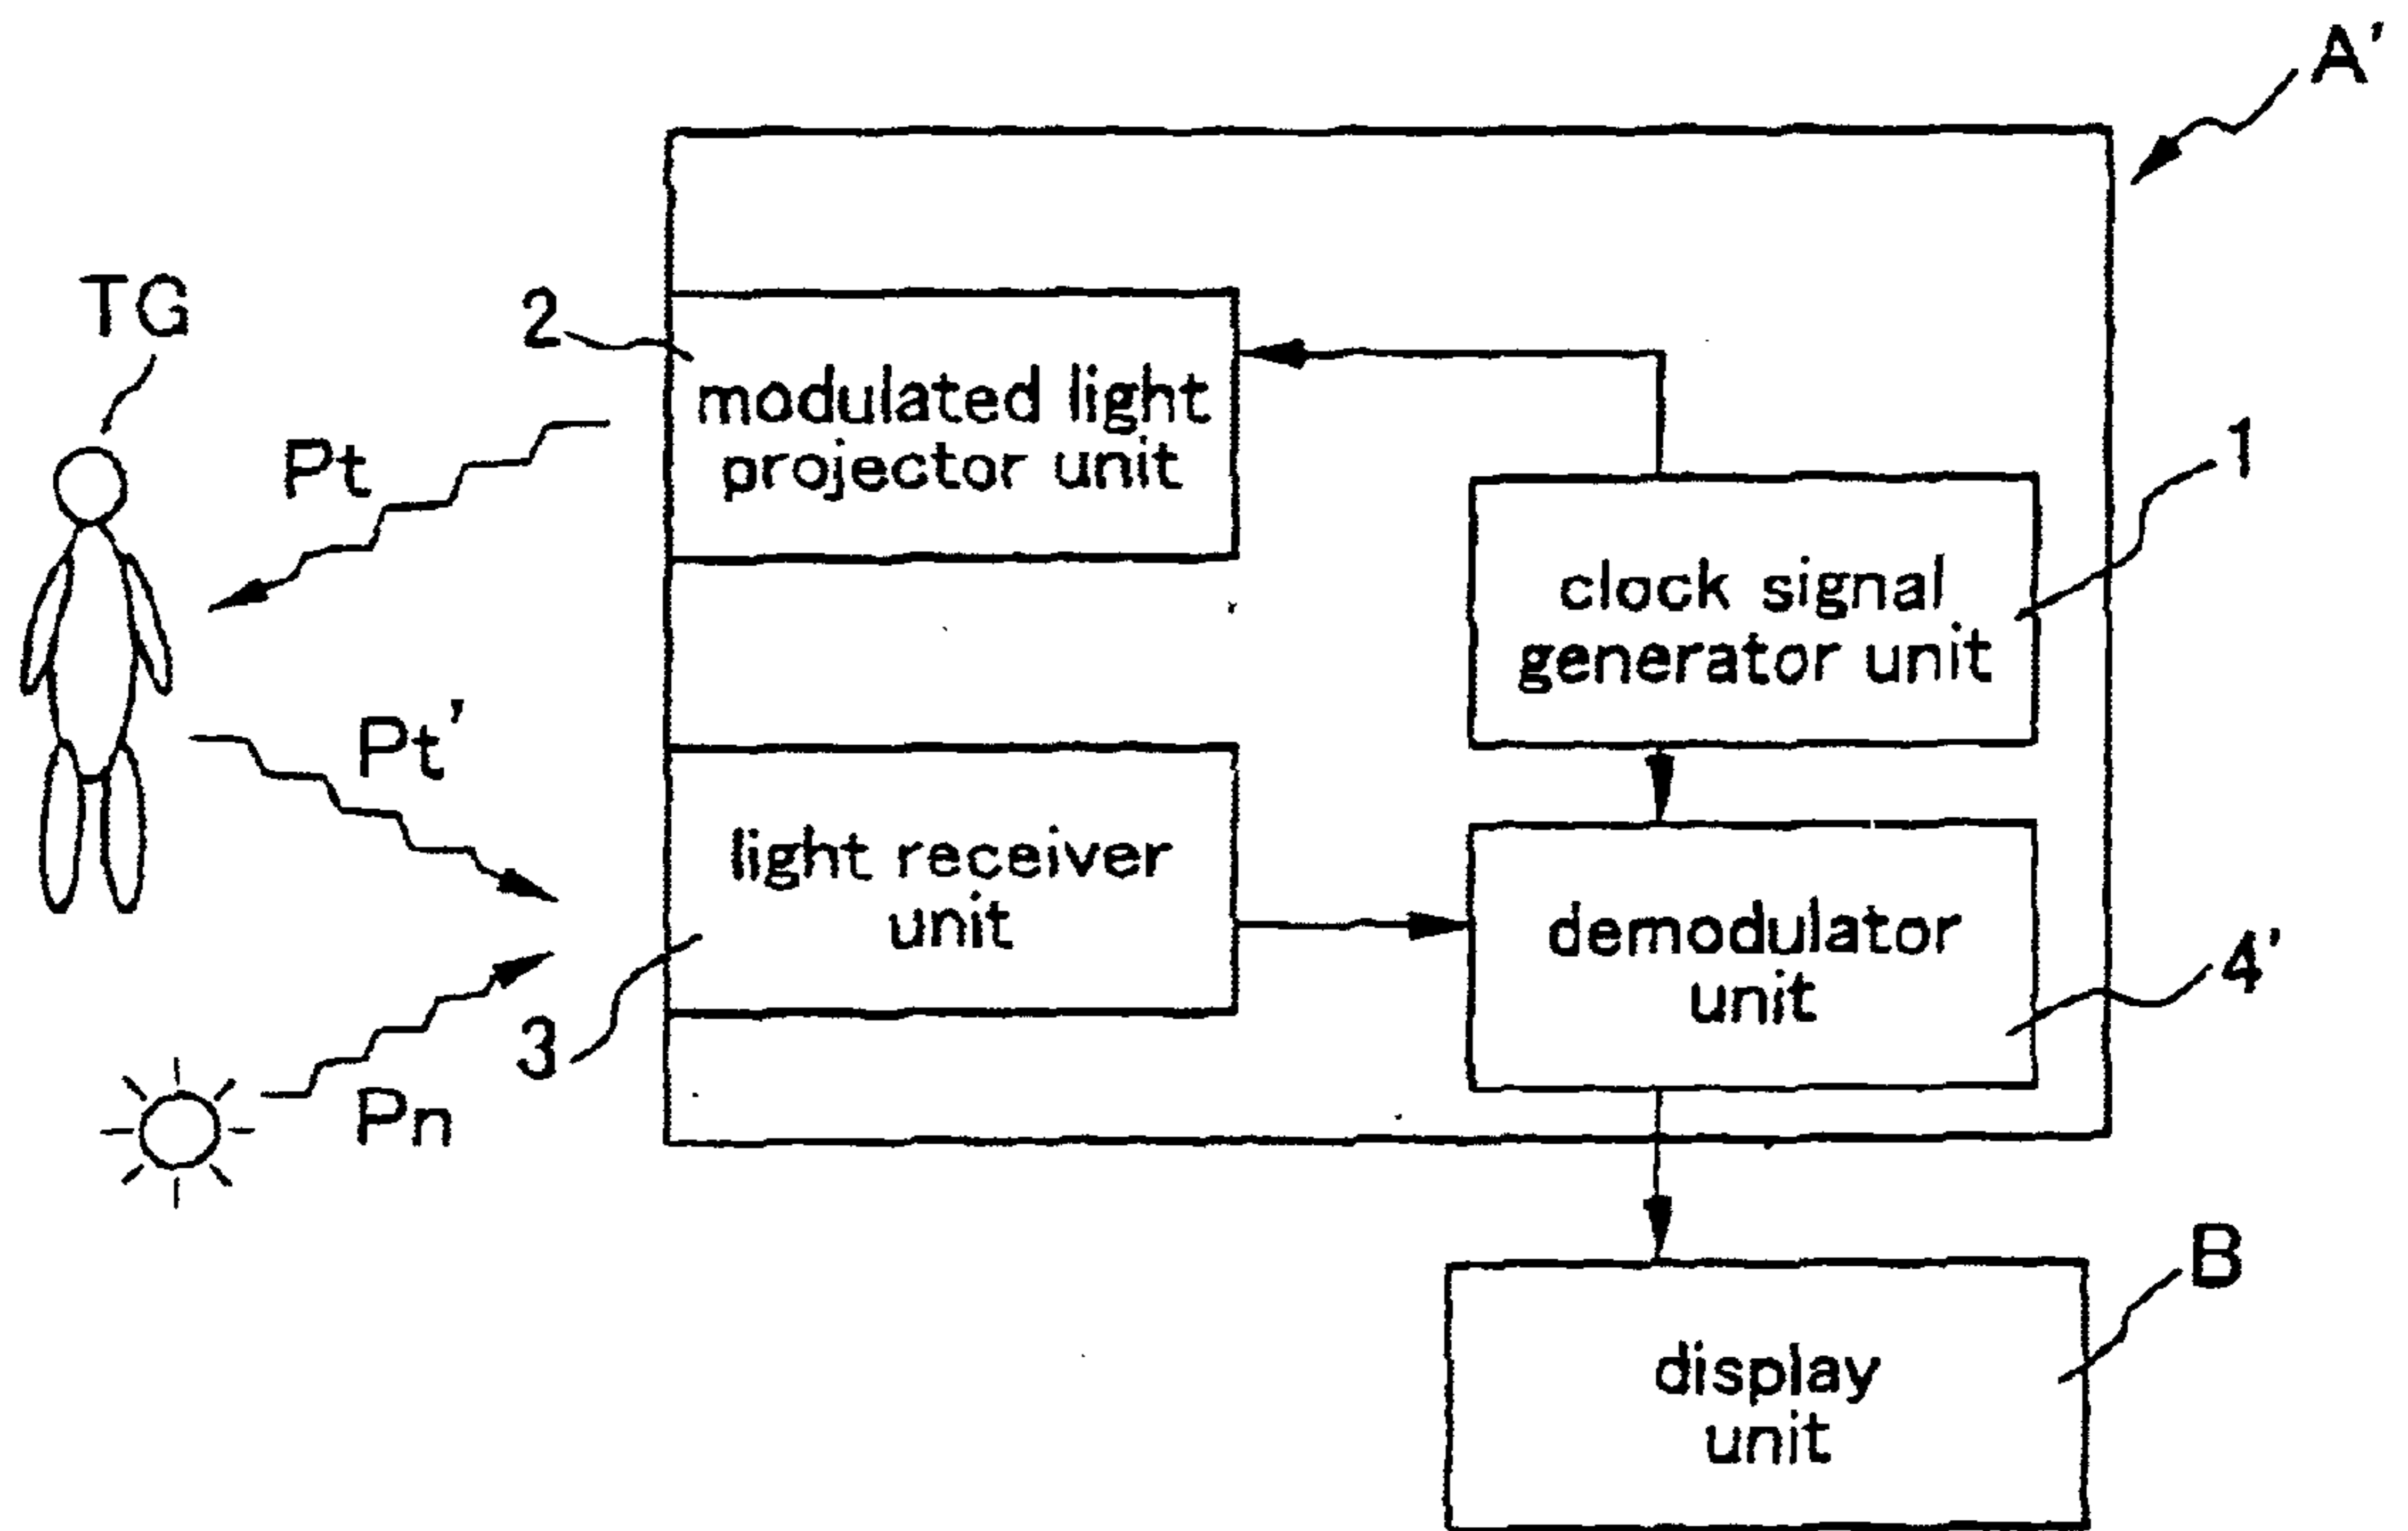 A'
TG
2
modulated light
projector unit
Pt
1
clock signal
generator unit
Pt'
light receiver
unit
demodulator
unit
4'
3
Pn
B
display
unit